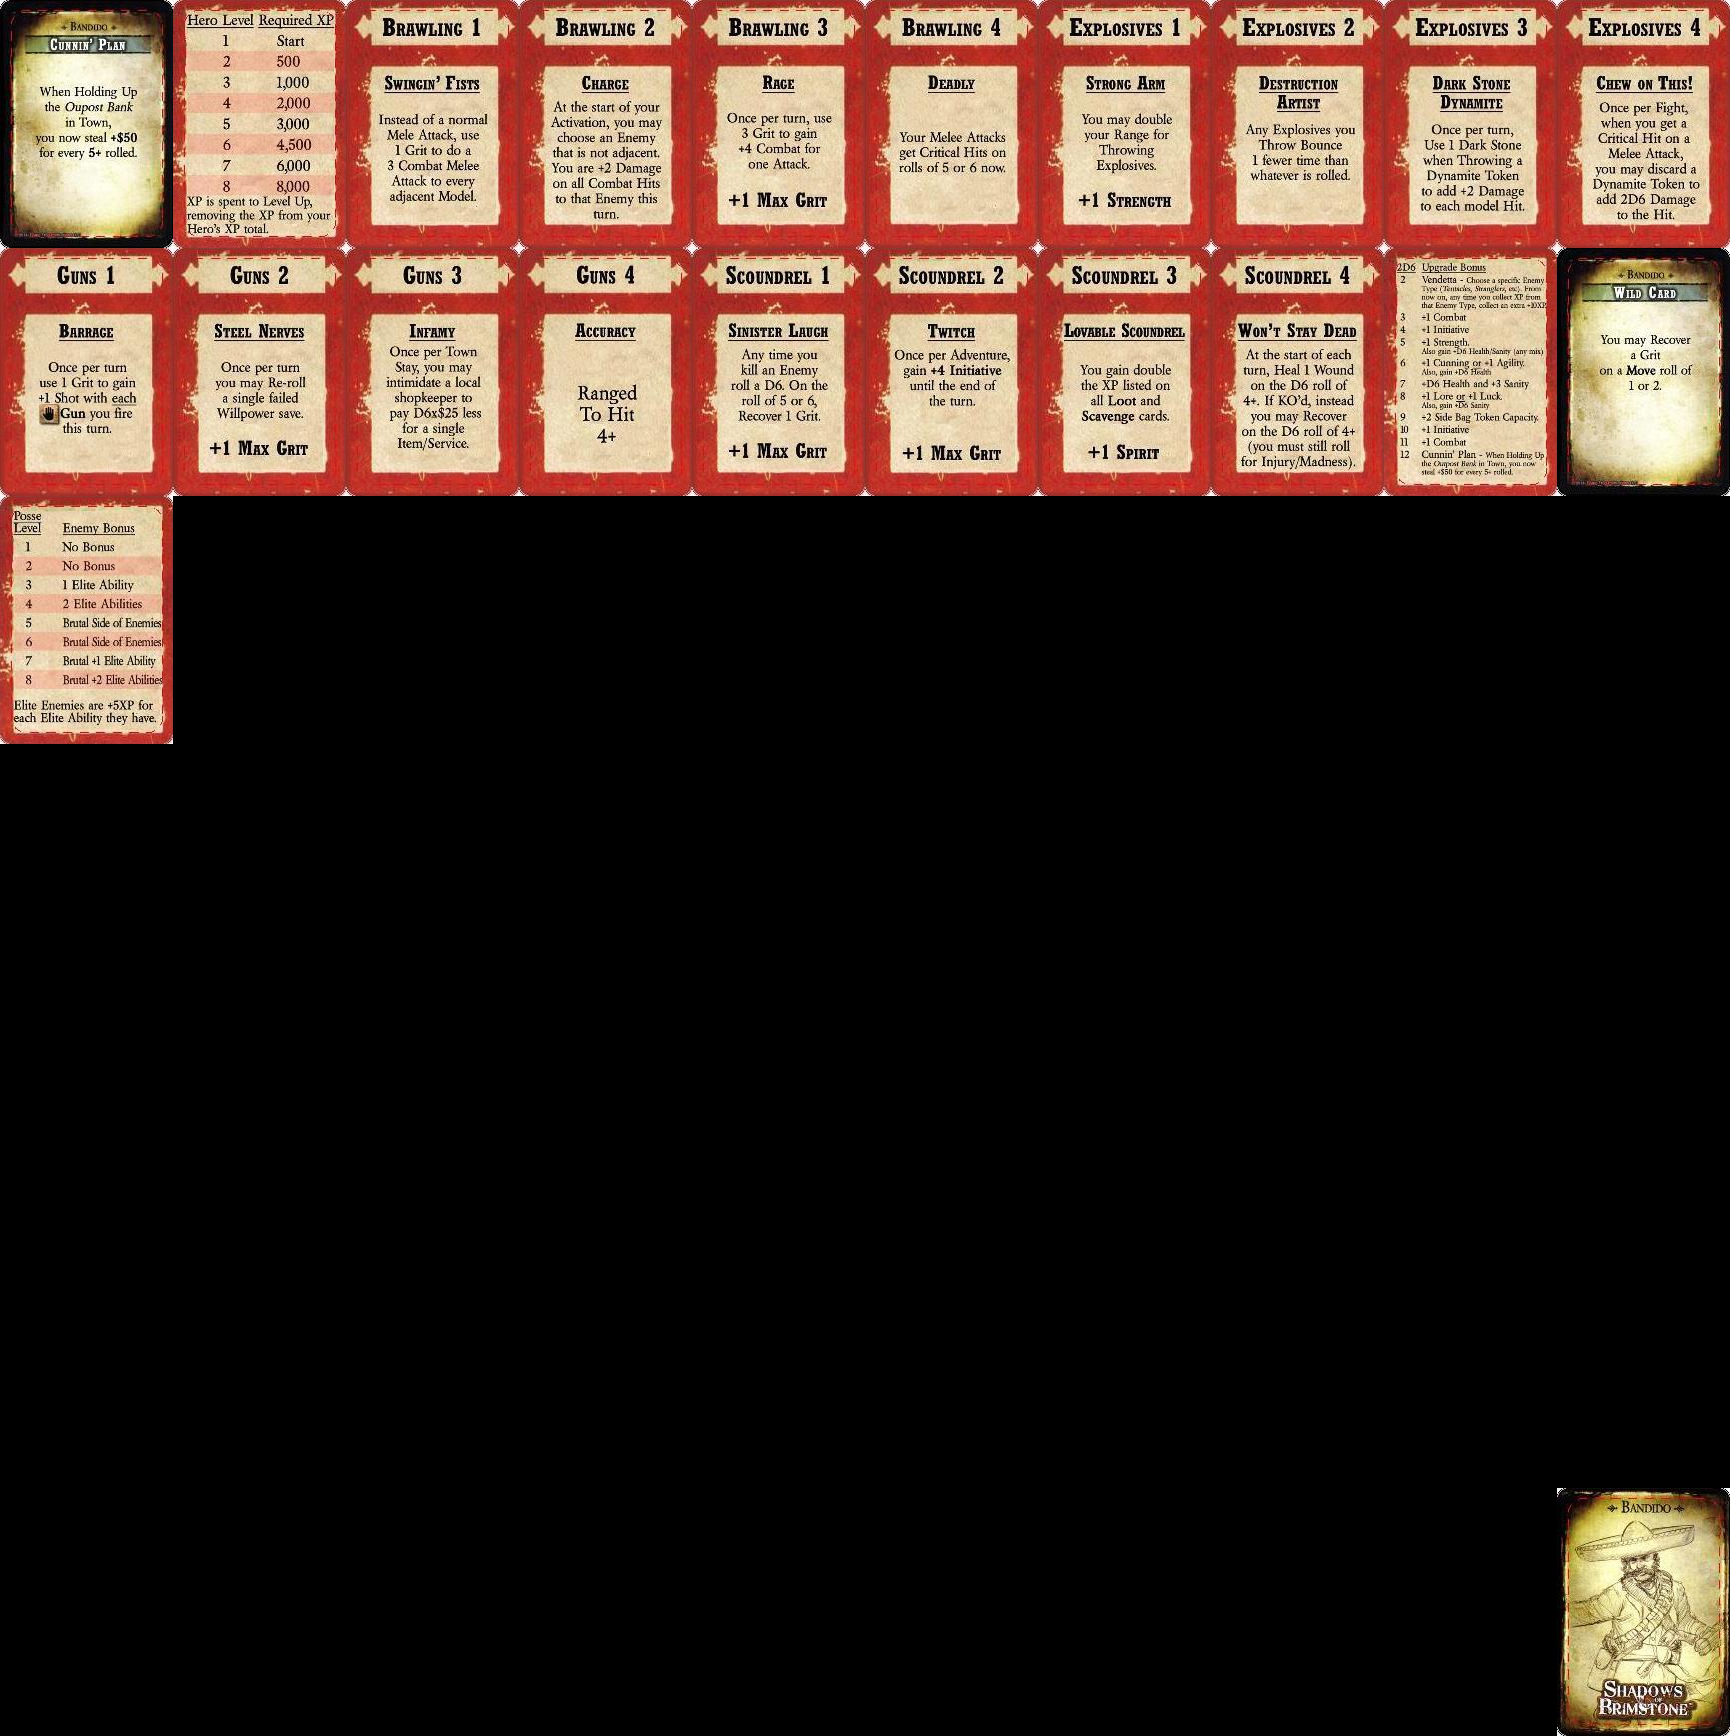 ✦ Bandido ✦
Cunnin' Plan
When Holding Up
the Oupost Bank
in Town,
you now steal +$50
for every 5+ rolled.
Hero Level Required XP
1 Start
2 500
3 1,000
4 2,000
5 3,000
6 4,500
7 6,000
8 8,000
XP is spent to Level Up,
removing the XP from your
Hero's XP total.
Brawling 1
Swingin' Fists
Instead of a normal
Mele Attack, use
1 Grit to do a
3 Combat Melee
Attack to every
adjacent Model.
Brawling 2
Charge
At the start of your
Activation, you may
choose an Enemy
that is not adjacent.
You are +2 Damage
on all Combat Hits
to that Enemy this
turn.
Brawling 3
Rage
Once per turn, use
3 Grit to gain
+4 Combat for
one Attack.
+1 Max Grit
Brawling 4
Deadly
Your Melee Attacks
get Critical Hits on
rolls of 5 or 6 now.
Explosives 1
Strong Arm
You may double
your Range for
Throwing
Explosives.
+1 Strength
Explosives 2
Destruction
Artist
Any Explosives you
Throw Bounce
1 fewer time than
whatever is rolled.
Explosives 3
Dark Stone
Dynamite
Once per turn,
Use 1 Dark Stone
when Throwing a
Dynamite Token
to add +2 Damage
to each model Hit.
Explosives 4
Chew on This!
Once per Fight,
when you get a
Critical Hit on a
Melee Attack,
you may discard a
Dynamite Token to
add 2D6 Damage
to the Hit.
Guns 1
Barrage
Once per turn
use 1 Grit to gain
+1 Shot with each
Gun you fire
this turn.
Guns 2
Steel Nerves
Once per turn
you may Re-roll
a single failed
Willpower save.
+1 Max Grit
Guns 3
Infamy
Once per Town
Stay, you may
intimidate a local
shopkeeper to
pay D6x$25 less
for a single
Item/Service.
Guns 4
Accuracy
Ranged
To Hit
4+
Scoundrel 1
Sinister Laugh
Any time you
kill an Enemy
roll a D6. On the
roll of 5 or 6,
Recover 1 Grit.
+1 Max Grit
Scoundrel 2
Twitch
Once per Adventure,
gain +4 Initiative
until the end of
the turn.
+1 Max Grit
Scoundrel 3
Lovable Scoundrel
You gain double
the XP listed on
all Loot and
Scavenge cards.
+1 Spirit
Scoundrel 4
Won't Stay Dead
At the start of each
turn, Heal 1 Wound
on the D6 roll of
4+. If KO'd, instead
you may Recover
on the D6 roll of 4+
(you must still roll
for Injury/Madness).
2D6 Upgrade Bonus
2 Vendetta - Choose a specific Enemy
Type (Tentacles, Stranglers, etc). From
now on, any time you collect XP from
that Enemy Type, collect an extra +10XP.
3 +1 Combat
4 +1 Initiative
5 +1 Strength.
Also gain +D6 Health/Sanity (any mix)
6 +1 Cunning or +1 Agility.
Also, gain +D6 Health
7 +D6 Health and +3 Sanity
8 +1 Lore or +1 Luck.
Also, gain +D6 Sanity
9 +2 Side Bag Token Capacity.
10 +1 Initiative
11 +1 Combat
12 Cunnin' Plan - When Holding Up
the Outpost Bank in Town, you now
steal +$50 for every 5+ rolled.
✦ Bandido ✦
Wild Card
You may Recover
a Grit
on a Move roll of
1 or 2.
Posse
Level Enemy Bonus
1 No Bonus
2 No Bonus
3 1 Elite Ability
4 2 Elite Abilities
5 Brutal Side of Enemies
6 Brutal Side of Enemies
7 Brutal +1 Elite Ability
8 Brutal +2 Elite Abilities
Elite Enemies are +5XP for
each Elite Ability they have.
✦ Bandido ✦
Shadows
of
Brimstone